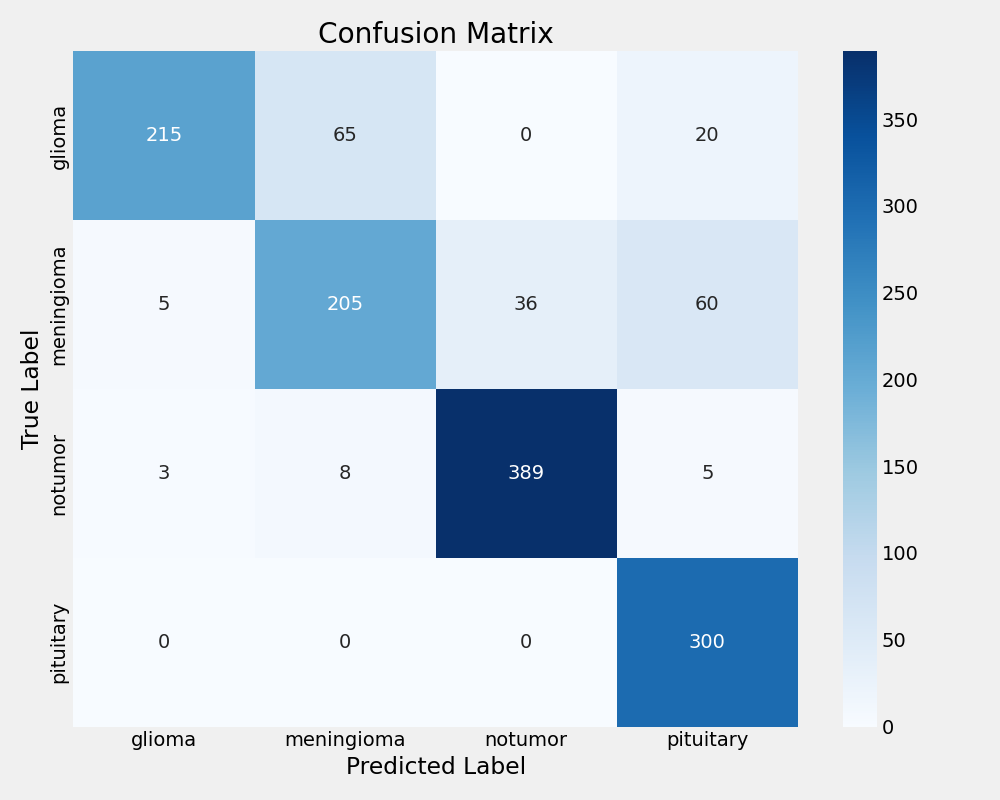 Confusion Matrix
True Label
glioma
215 65 0 20
meningioma
5 205 36 60
notumor
3 8 389 5
pituitary
0 0 0 300
glioma meningioma notumor pituitary
Predicted Label
350
300
250
200
150
100
50
0